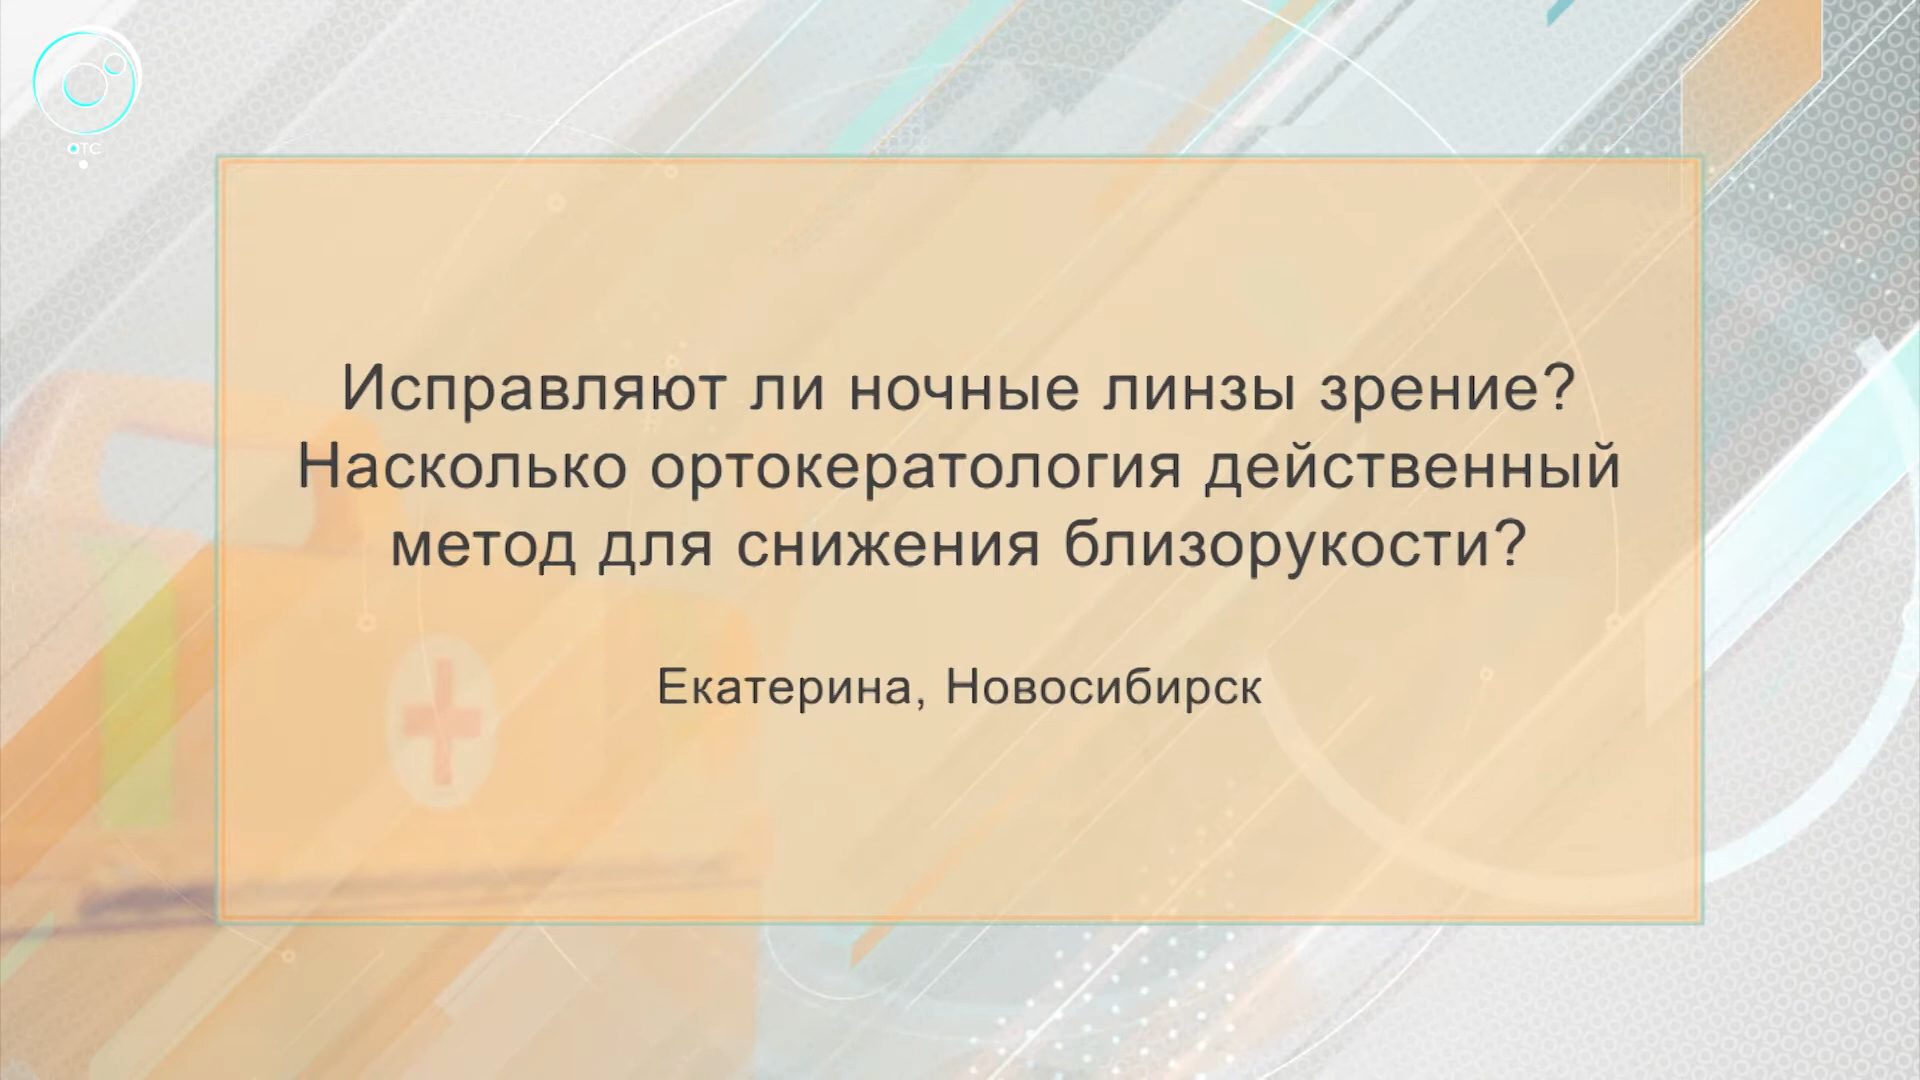 ОТС
Исправляют ли ночные линзы зрение?
Насколько ортокератология действенный
метод для снижения близорукости?
Екатерина, Новосибирск